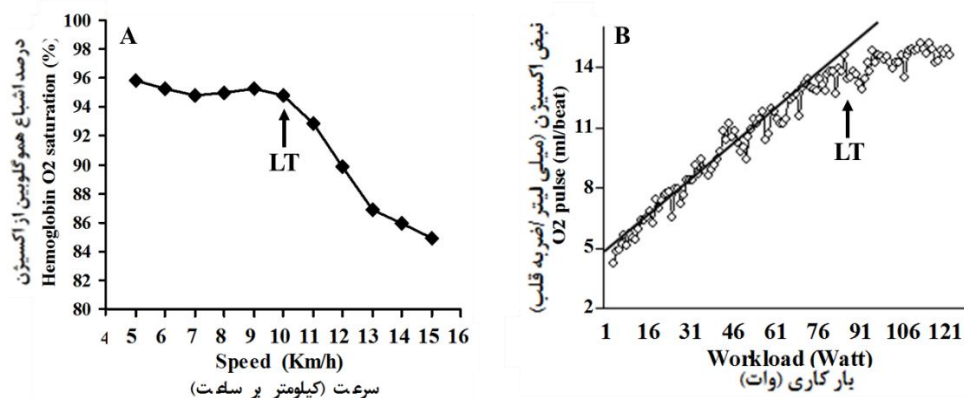 A
درصد اشباع هموگلوبین از اکسیژن
Hemoglobin O2 saturation (%)
100
98
96
94
92
90
88
86
84
82
80
LT
4 5 6 7 8 9 10 11 12 13 14 15 16
Speed (Km/h)
سرعت (کیلومتر بر ساعت)
B
نبض اکسیژن (میلی لیتر/ضربه قلب)
O2 pulse (ml/beat)
14
11
8
5
2
LT
1 16 31 46 61 76 91 106 121
Workload (Watt)
بار کاری (وات)